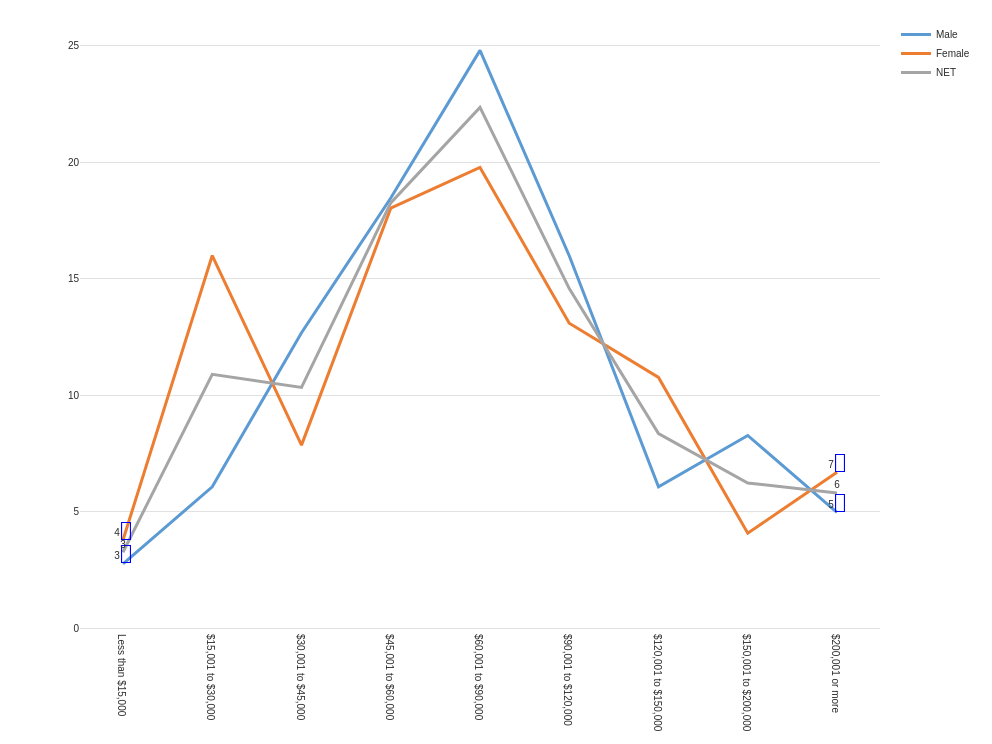 Male
Female
NET
25
20
15
10
5
0
4
3
3
7
6
5
Less than $15,000
$15,001 to $30,000
$30,001 to $45,000
$45,001 to $60,000
$60,001 to $90,000
$90,001 to $120,000
$120,001 to $150,000
$150,001 to $200,000
$200,001 or more